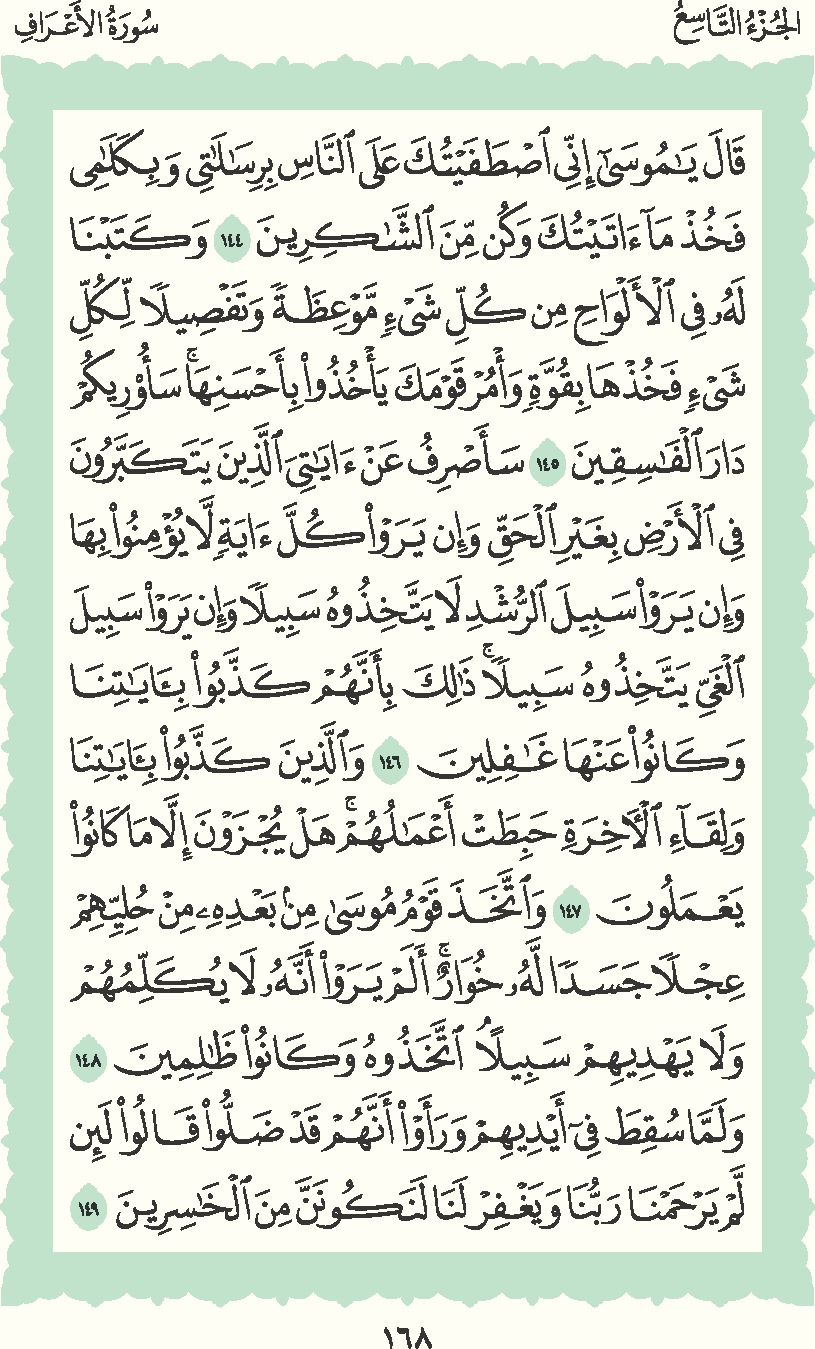 الجُزْءُ التَّاسِعُ
سُورَةُ الأَعْرَافِ
قَالَ يَٰمُوسَىٰٓ إِنِّى ٱصْطَفَيْتُكَ عَلَى ٱلنَّاسِ بِرِسَٰلَٰتِى وَبِكَلَٰمِى
فَخُذْ مَآ ءَاتَيْتُكَ وَكُن مِّنَ ٱلشَّٰكِرِينَ ١٤٤ وَكَتَبْنَا
لَهُۥ فِى ٱلْأَلْوَاحِ مِن كُلِّ شَىْءٍ مَّوْعِظَةً وَتَفْصِيلًا لِّكُلِّ
شَىْءٍ فَخُذْهَا بِقُوَّةٍ وَأْمُرْ قَوْمَكَ يَأْخُذُوا۟ بِأَحْسَنِهَا ۚ سَأُو۟رِيكُمْ
دَارَ ٱلْفَٰسِقِينَ ١٤٥ سَأَصْرِفُ عَنْ ءَايَٰتِىَ ٱلَّذِينَ يَتَكَبَّرُونَ
فِى ٱلْأَرْضِ بِغَيْرِ ٱلْحَقِّ وَإِن يَرَوْا۟ كُلَّ ءَايَةٍ لَّا يُؤْمِنُوا۟ بِهَا
وَإِن يَرَوْا۟ سَبِيلَ ٱلرُّشْدِ لَا يَتَّخِذُوهُ سَبِيلًا وَإِن يَرَوْا۟ سَبِيلَ
ٱلْغَىِّ يَتَّخِذُوهُ سَبِيلًا ۚ ذَٰلِكَ بِأَنَّهُمْ كَذَّبُوا۟ بِـَٔايَٰتِنَا
وَكَانُوا۟ عَنْهَا غَٰفِلِينَ ١٤٦ وَٱلَّذِينَ كَذَّبُوا۟ بِـَٔايَٰتِنَا
وَلِقَآءِ ٱلْءَاخِرَةِ حَبِطَتْ أَعْمَٰلُهُمْ ۚ هَلْ يُجْزَوْنَ إِلَّا مَا كَانُوا۟
يَعْمَلُونَ ١٤٧ وَٱتَّخَذَ قَوْمُ مُوسَىٰ مِنۢ بَعْدِهِۦ مِنْ حُلِيِّهِمْ
عِجْلًا جَسَدًا لَّهُۥ خُوَارٌ ۚ أَلَمْ يَرَوْا۟ أَنَّهُۥ لَا يُكَلِّمُهُمْ
وَلَا يَهْدِيهِمْ سَبِيلًا ۘ ٱتَّخَذُوهُ وَكَانُوا۟ ظَٰلِمِينَ ١٤٨
وَلَمَّا سُقِطَ فِىٓ أَيْدِيهِمْ وَرَأَوْا۟ أَنَّهُمْ قَدْ ضَلُّوا۟ قَالُوا۟ لَئِن
لَّمْ يَرْحَمْنَا رَبُّنَا وَيَغْفِرْ لَنَا لَنَكُونَنَّ مِنَ ٱلْخَٰسِرِينَ ١٤٩
١٦٨